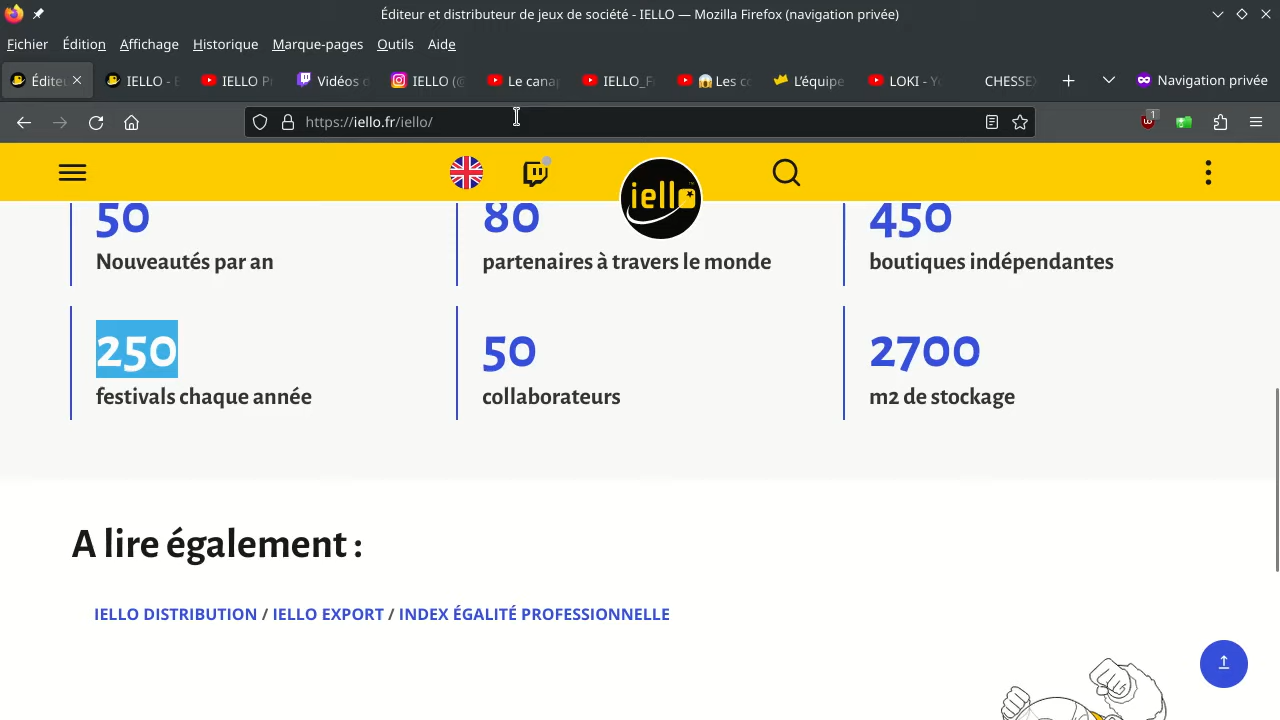 Éditeur et distributeur de jeux de société - IELLO — Mozilla Firefox (navigation privée)
Fichier Édition Affichage Historique Marque-pages Outils Aide
Édite IELLO - IELLO Vidéos IELLO (@ Le cana IELLO_F Les L'équipe LOKI - CHESSE Navigation privée
https://iello.fr/iello/ 1
iello
50 80 450
Nouveautés par an partenaires à travers le monde boutiques indépendantes
250 50 2700
festivals chaque année collaborateurs m2 de stockage
A lire également :
IELLO DISTRIBUTION / IELLO EXPORT / INDEX ÉGALITÉ PROFESSIONNELLE